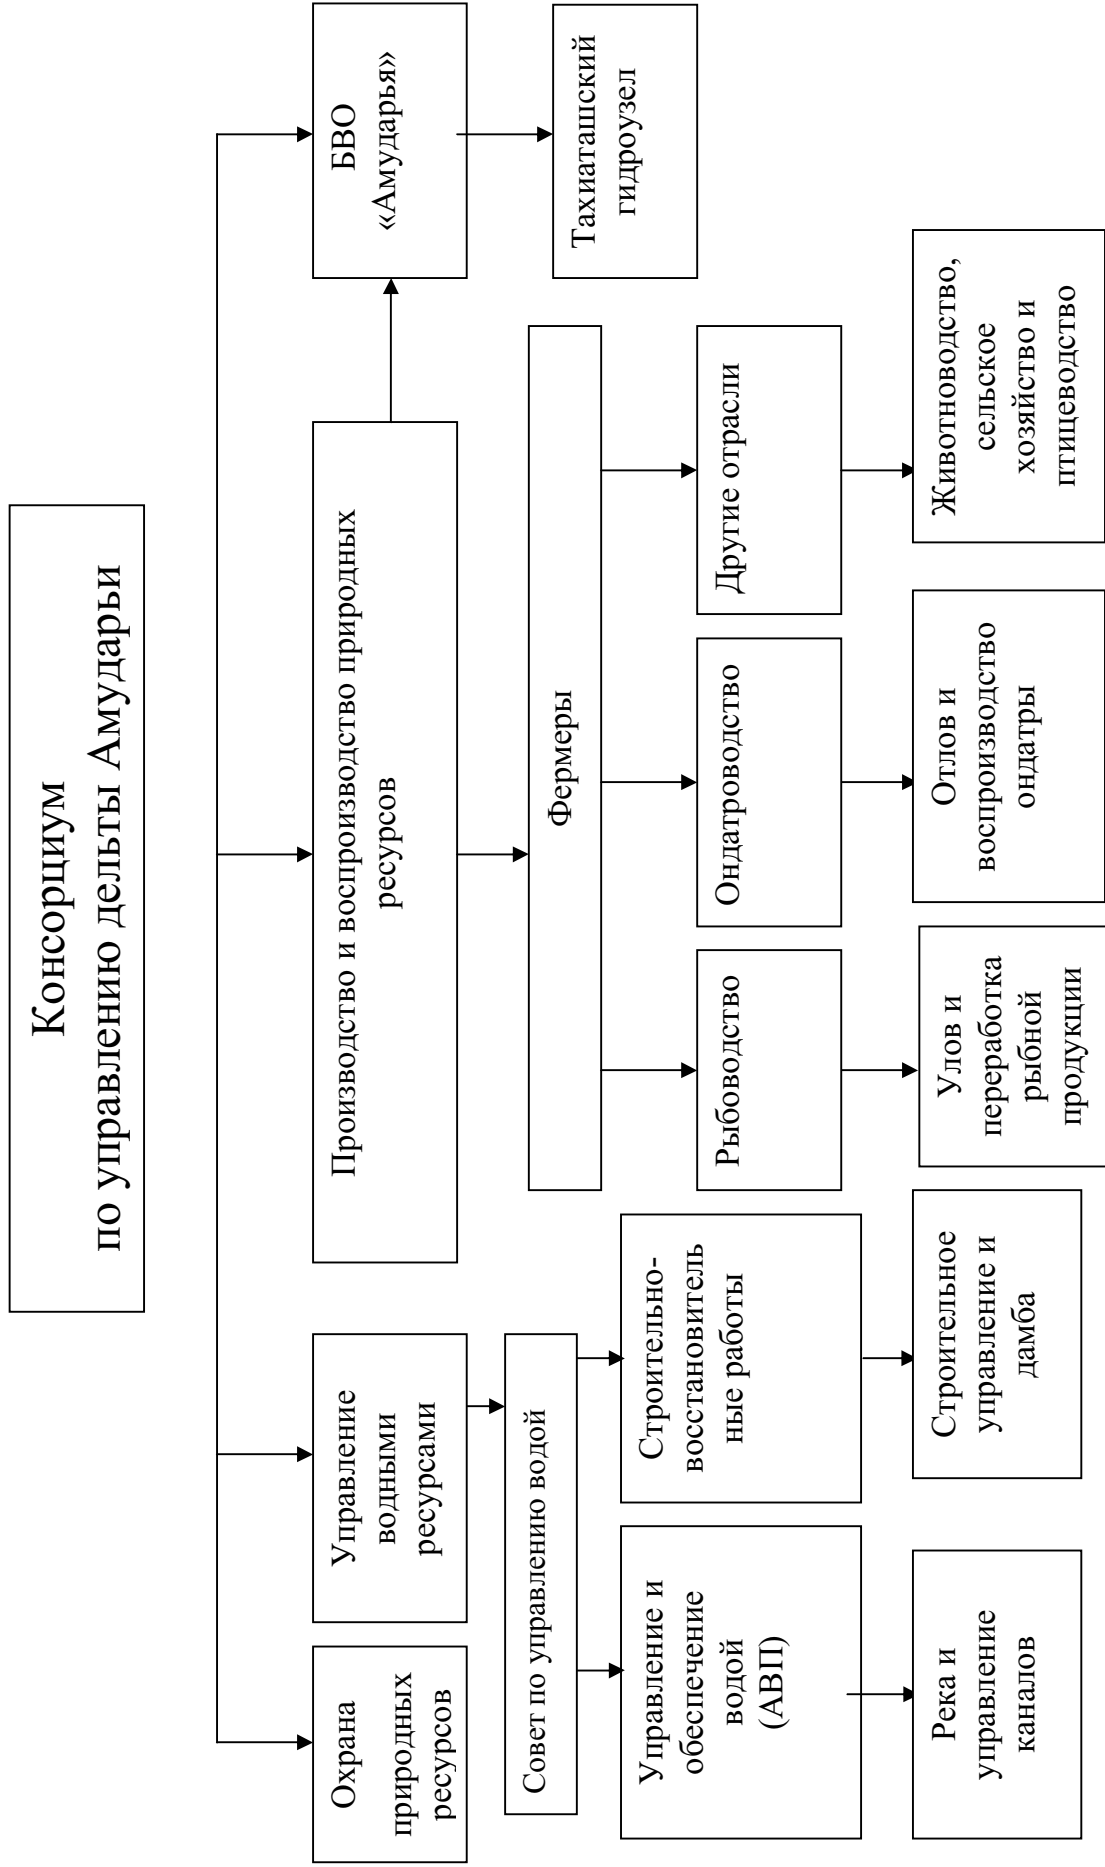 Консорциум
по управлению дельты Амударьи
Охрана
природных
ресурсов
Управление
водными
ресурсами
Производство и воспроизводство природных
ресурсов
БВО
«Амударья»
Совет по управлению водой
Фермеры
Тахиаташский
гидроузел
Управление и
обеспечение
водой
(АВП)
Строительно-
восстановитель
ные работы
Рыбоводство
Ондатроводство
Другие отрасли
Река и
управление
каналов
Строительное
управление и
дамба
Улов и
переработка
рыбной
продукции
Отлов и
воспроизводство
ондатры
Животноводство,
сельское
хозяйство и
птицеводство